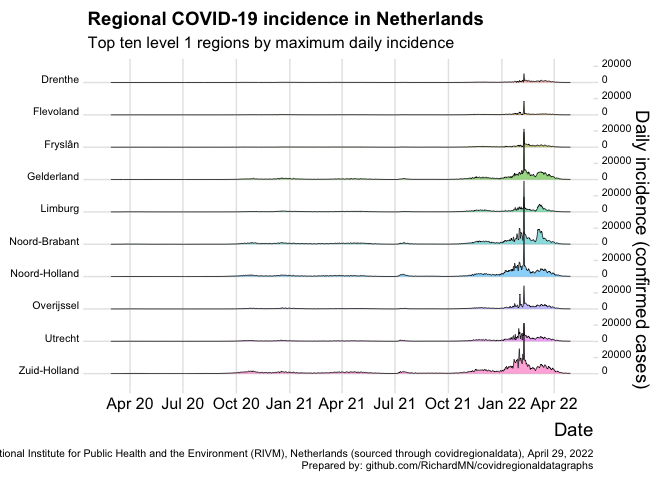 Regional COVID-19 incidence in Netherlands
Top ten level 1 regions by maximum daily incidence
Drenthe
Flevoland
Fryslân
Gelderland
Limburg
Noord-Brabant
Noord-Holland
Overijssel
Utrecht
Zuid-Holland
20000
0
20000
0
20000
0
20000
0
20000
0
20000
0
20000
0
20000
0
20000
0
20000
0
Daily incidence (confirmed cases)
Apr 20 Jul 20 Oct 20 Jan 21 Apr 21 Jul 21 Oct 21 Jan 22 Apr 22
Date
Institute for Public Health and the Environment (RIVM), Netherlands (sourced through covidregionaldata), April 29, 2022
Prepared by: github.com/RichardMN/covidregionaldatagraphs